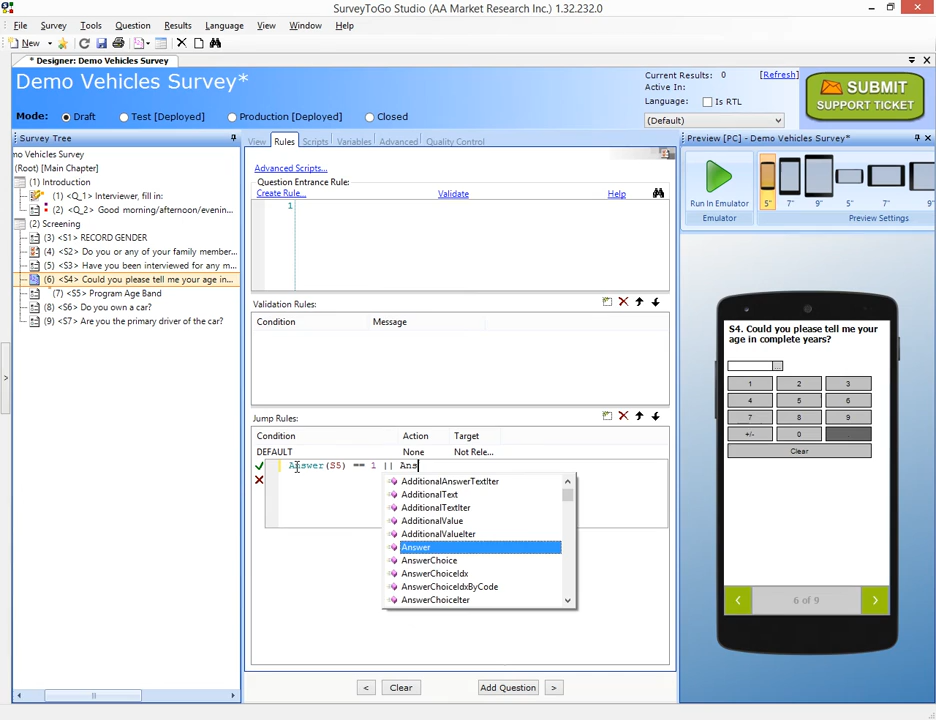 SurveyToGo Studio (AA Market Research Inc.) 1.32.232.0
File Survey Tools Question Results Language View Window Help
New
* Designer: Demo Vehicles Survey
Demo Vehicles Survey*
Current Results: 0 [Refresh]
Active In:
Language: Is RTL
(Default)
SUBMIT
SUPPORT TICKET
Mode: Draft Test [Deployed] Production [Deployed] Closed
Survey Tree
mo Vehicles Survey
(Root) [Main Chapter]
(1) Introduction
(1) <Q_1> Interviewer, fill in:
(2) <Q_2> Good morning/afternoon/evenin...
(2) Screening
(3) <S1> RECORD GENDER
(4) <S2> Do you or any of your family member...
(5) <S3> Have you been interviewed for any m...
(6) <S4> Could you please tell me your age in...
(7) <S5> Program Age Band
(8) <S6> Do you own a car?
(9) <S7> Are you the primary driver of the car?
View Rules Scripts Variables Advanced Quality Control
Advanced Scripts...
Question Entrance Rule:
Create Rule... Validate Help
1
Validation Rules:
Condition Message
Jump Rules:
Condition Action Target
DEFAULT None Not Rele...
Answer(S5) == 1 || Ans
AdditionalAnswerTextIter
AdditionalText
AdditionalTextIter
AdditionalValue
AdditionalValueIter
Answer
AnswerChoice
AnswerChoiceIdx
AnswerChoiceIdxByCode
AnswerChoiceIter
< Clear Add Question >
Preview [PC] - Demo Vehicles Survey*
Run In Emulator 5" 7" 9" 5" 7" 9"
Emulator Preview Settings
S4. Could you please tell me your
age in complete years?
...
1 2 3
4 5 6
7 8 9
+/- 0 .
Clear
< 6 of 9 >